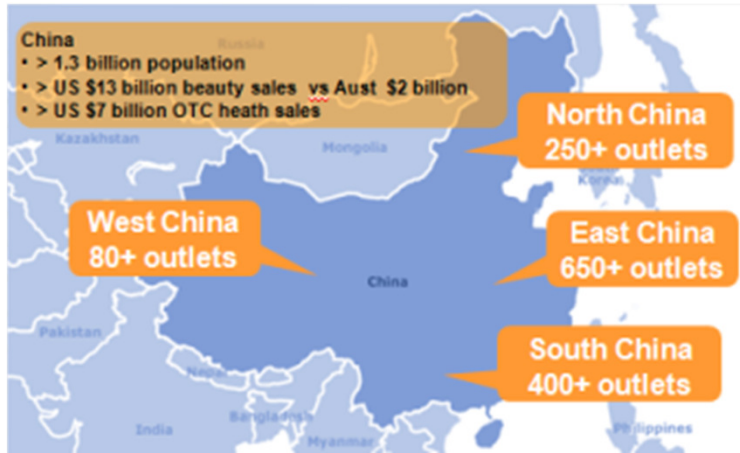 China
• > 1.3 billion population
• > US $13 billion beauty sales vs Aust $2 billion
• > US $7 billion OTC heath sales
Russia
Kazakhstan
Mongolia
North China
250+ outlets
South
Korea
West China
80+ outlets
East China
650+ outlets
China
Pakistan
South China
400+ outlets
Nepal
Bangladesh
India
Myanmar
Philippines